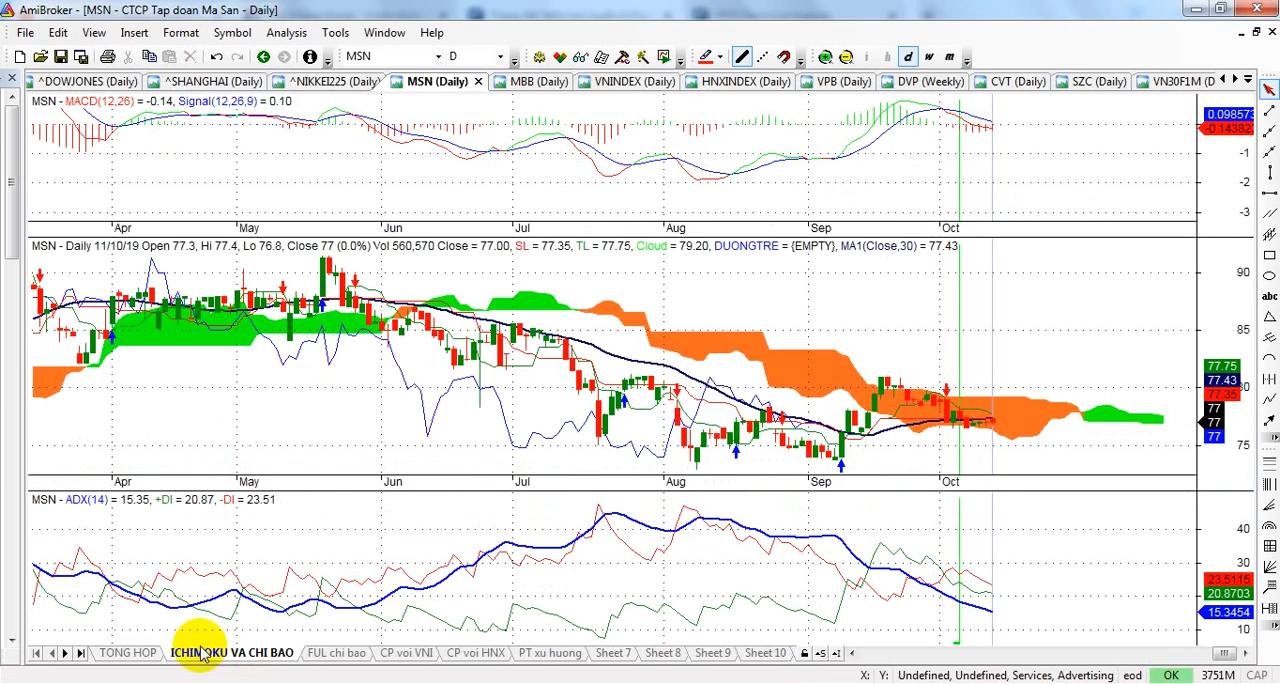 AmiBroker - [MSN - CTCP Tap doan Ma San - Daily]
File Edit View Insert Format Symbol Analysis Tools Window Help
MSN D h d w m
^DOWJONES (Daily) ^SHANGHAI (Daily) ^NIKKEI225 (Daily) MSN (Daily) MBB (Daily) VNINDEX (Daily) HNXINDEX (Daily) VPB (Daily) DVP (Weekly) CVT (Daily) SZC (Daily) VN30F1M (D
MSN - MACD(12,26) = -0.14, Signal(12,26,9) = 0.10
0.098573
-0.14382
-1
-2
-3
Apr May Jun Jul Aug Sep Oct
MSN - Daily 11/10/19 Open 77.3, Hi 77.4, Lo 76.8, Close 77 (0.0%) Vol 560,570 Close = 77.00, SL = 77.35, TL = 77.75, Cloud = 79.20, DUONGTRE = {EMPTY}, MA1(Close,30) = 77.43
90
85
77.75
77.43
77.35
77
77
75
Apr May Jun Jul Aug Sep Oct
MSN - ADX(14) = 15.35, +DI = 20.87, -DI = 23.51
40
30
23.5115
20.8703
15.3454
10
TONG HOP ICHIMOKU VA CHI BAO FUL chi bao CP voi VNI CP voi HNX PT xu huong Sheet 7 Sheet 8 Sheet 9 Sheet 10
X: Y: Undefined, Undefined, Services, Advertising eod OK 3751M CAP
abc